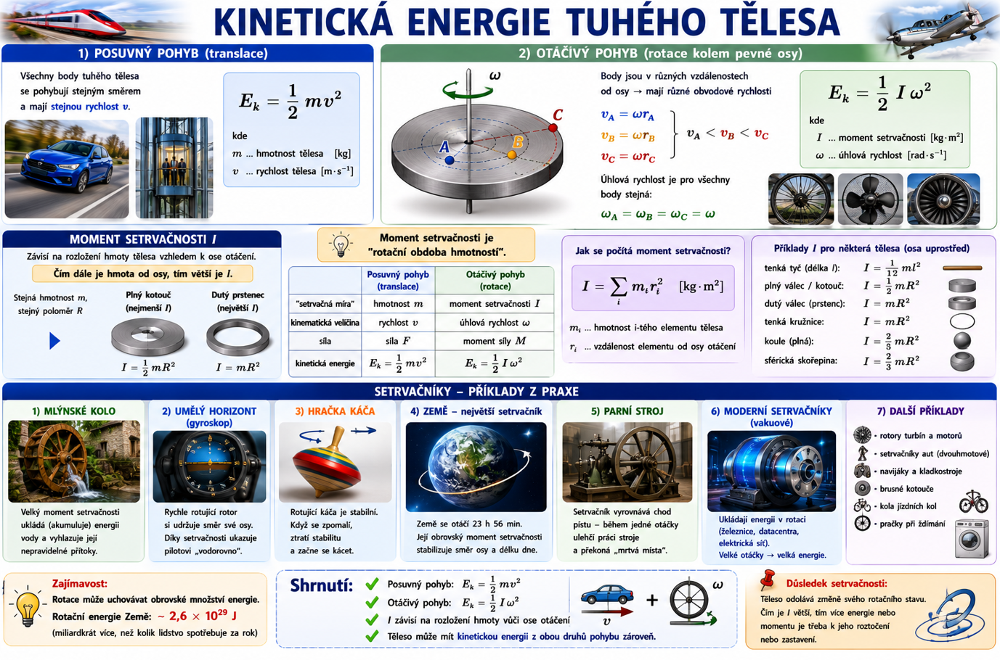 KINETICKÁ ENERGIE TUHÉHO TĚLESA
1) POSUVNÝ POHYB (translace)
Všechny body tuhého tělesa
se pohybují stejným směrem
a mají stejnou rychlost v.
E_k = 1/2 mv²
kde
m ... hmotnost tělesa [kg]
v ... rychlost tělesa [m·s⁻¹]
2) OTÁČIVÝ POHYB (rotace kolem pevné osy)
ω
A
B
C
Body jsou v různých vzdálenostech
od osy → mají různé obvodové rychlosti
v_A = ωr_A
v_B = ωr_B
v_C = ωr_C
v_A < v_B < v_C
Úhlová rychlost je pro všechny
body stejná:
ω_A = ω_B = ω_C = ω
E_k = 1/2 I ω²
kde
I ... moment setrvačnosti [kg·m²]
ω ... úhlová rychlost [rad·s⁻¹]
MOMENT SETRVAČNOSTI I
Závisí na rozložení hmoty tělesa vzhledem k ose otáčení.
Čím dále je hmota od osy, tím větší je I.
Stejná hmotnost m,
stejný poloměr R
Plný kotouč
(nejmenší I)
I = 1/2 mR²
Dutý prstenec
(největší I)
I = mR²
Moment setrvačnosti je
"rotační obdoba hmotností".
Posuvný pohyb
(translace)
Otáčivý pohyb
(rotace)
"setrvačná míra"
hmotnost m
moment setrvačnosti I
kinematická veličina
rychlost v
úhlová rychlost ω
síla
síla F
moment síly M
kinetická energie
E_k = 1/2 mv²
E_k = 1/2 I ω²
Jak se počítá moment setrvačnosti?
I = ∑_i m_i r_i² [kg·m²]
m_i ... hmotnost i-tého elementu tělesa
r_i ... vzdálenost elementu od osy otáčení
Příklady I pro některá tělesa (osa uprostřed)
tenká tyč (délka l): I = 1/12 ml²
plný válec / kotouč: I = 1/2 mR²
dutý válec (prstenc): I = mR²
tenká kružnice: I = mR²
koule (plná): I = 2/3 mR²
sférícká skořepina: I = 2/3 mR²
SETRVAČNÍKY – PŘÍKLADY Z PRAXE
1) MLÝNSKÉ KOLO
Velký moment setrvačnosti
ukládá (akumuluje) energii
vody a vyhlazuje její
nepravidelné přítoky.
2) UMĚLÝ HORIZONT
(gyroskop)
Rychle rotující rotor
si udržuje směr své osy.
Díky setrvačnosti ukazuje
pilotovi „vodorovno“.
3) HRAČKA KÁČA
Rotující káča je stabilní.
Když se zpomalí,
ztratí stabilitu
a začne se kácet.
4) ZEMĚ – největší setrvačník
Země se otáčí 23 h 56 min.
Její obrovský moment setrvačnosti
stabilizuje směr osy a délku dne.
5) PARNÍ STROJ
Setrvačník vyrovnává chod
pístu – během jedné otáčky
ulehčí práci stroje
a překoná „mrtvá místa“.
6) MODERNÍ SETRVAČNÍKY
(vakuové)
Ukládají energii v rotaci
(železnice, datacentra,
elektrická síť).
Velké otáčky → velká energie.
7) DALŠÍ PŘÍKLADY
• rotory turbín a motorů
• setrvačníky aut (dvouhmotové)
• navijáky a kladkostroje
• brusné kotouče
• kola jízdních kol
• pračky při ždímání
Zajímavost:
Rotace může uchovávat obrovské množství energie.
Rotační energie Země: ~ 2,6 × 10²⁹ J
(miliardkrát více, než kolik lidstvo spotřebuje za rok)
Shrnutí:
Posuvný pohyb: E_k = 1/2 mv²
Otáčivý pohyb: E_k = 1/2 I ω²
I závisí na rozložení hmoty vůči ose otáčení
Těleso může mít kinetickou energii z obou druhů pohybu zároveň.
v
+
ω
Důsledek setrvačnosti:
Těleso odolává změně svého rotačního stavu.
Čím je I větší, tím více energie nebo
momentu je třeba k jeho roztočení
nebo zastavení.